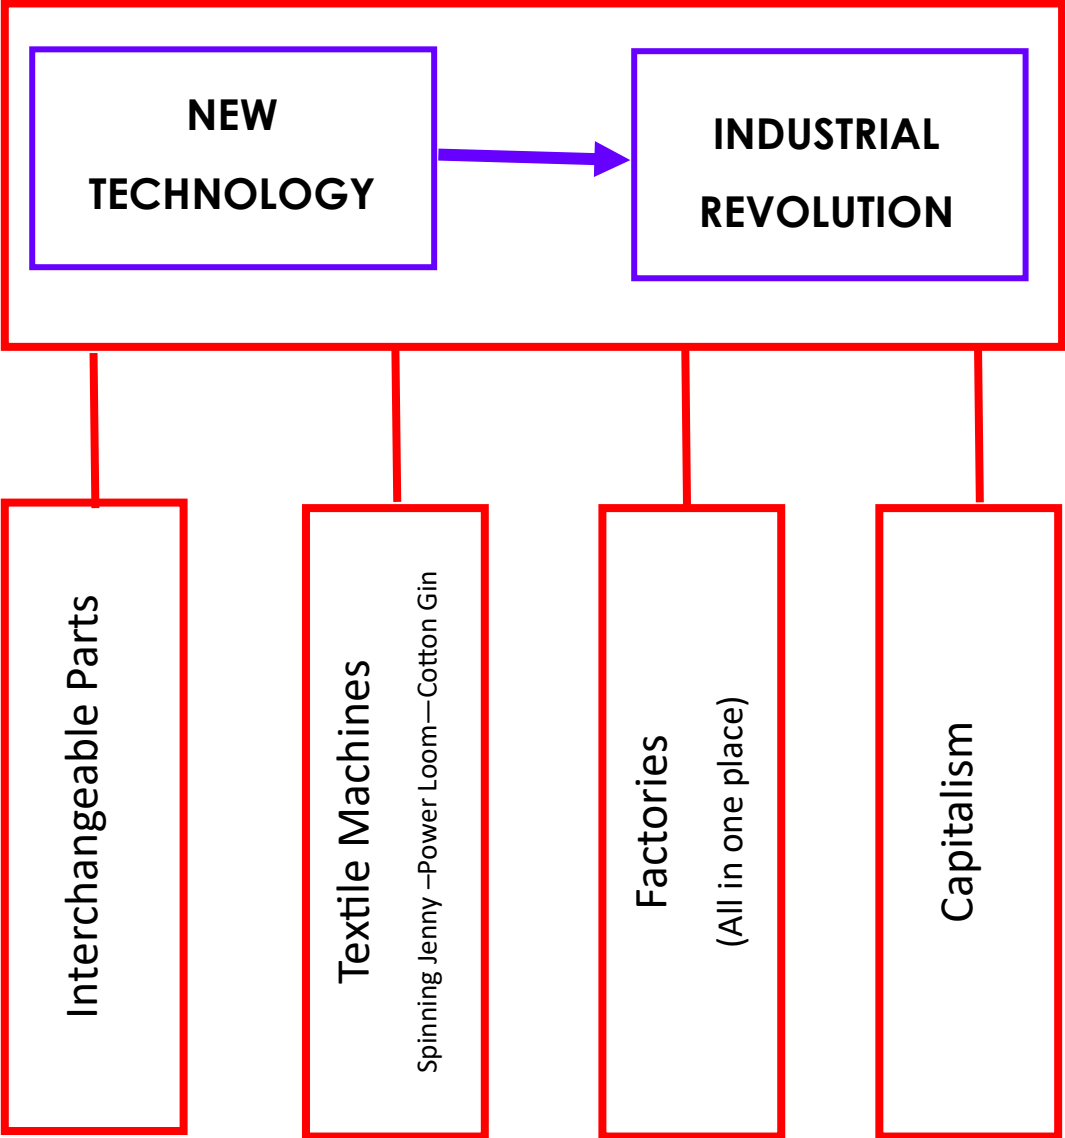 NEW
TECHNOLOGY
INDUSTRIAL
REVOLUTION
Interchangeable Parts
Textile Machines
Spinning Jenny –Power Loom—Cotton Gin
Factories
(All in one place)
Capitalism